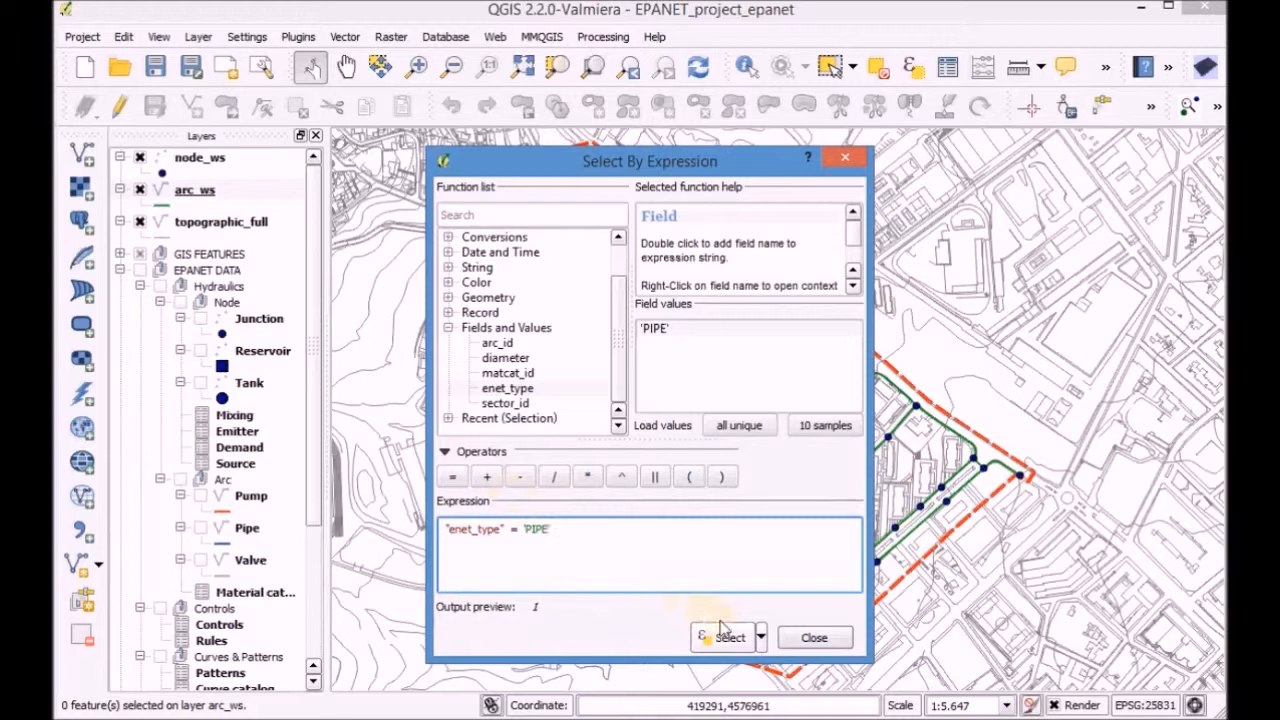 QGIS 2.2.0-Valmiera - EPANET_project_epanet
Project Edit View Layer Settings Plugins Vector Raster Database Web MMQGIS Processing Help
Layers
node_ws
arc_ws
topographic_full
GIS FEATURES
EPANET DATA
Hydraulics
Node
Junction
Reservoir
Tank
Mixing
Emitter
Demand
Source
Arc
Pump
Pipe
Valve
Material cat...
Controls
Controls
Rules
Curves & Patterns
Patterns
Curve catalog
Select By Expression
?
Function list
Search
Conversions
Date and Time
String
Color
Geometry
Record
Fields and Values
arc_id
diameter
matcat_id
enet_type
sector_id
Recent (Selection)
Selected function help
Field
Double click to add field name to
expression string.
Right-Click on field name to open context
Field values
'PIPE'
Load values all unique 10 samples
Operators
= + - / * ^ || ( )
Expression
"enet_type" = 'PIPE'
Output preview: 1
Select Close
0 feature(s) selected on layer arc_ws. Coordinate: 419291,4576961 Scale 1:5.647 Render EPSG:25831